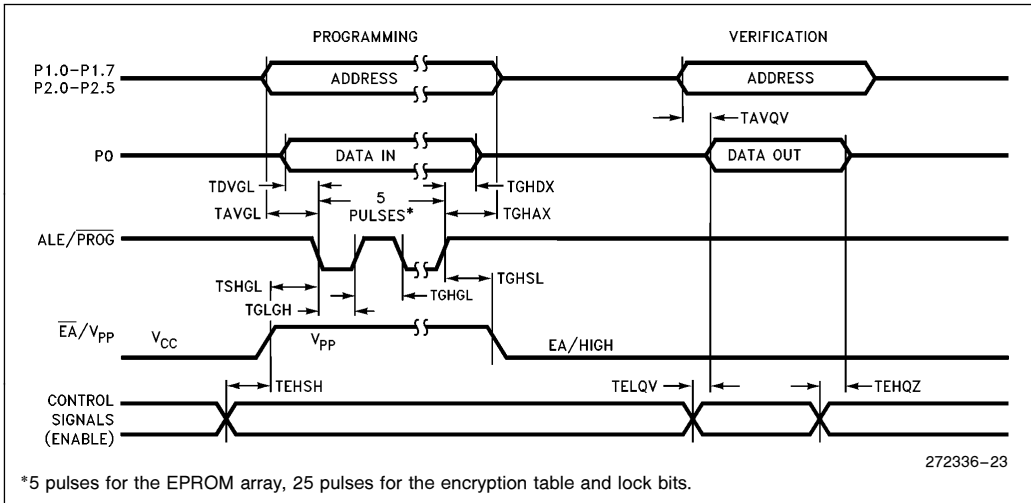 PROGRAMMING VERIFICATION
P1.0–P1.7
P2.0–P2.5
ADDRESS ADDRESS
TAVQV
P0
DATA IN DATA OUT
TDVGL TGHDX
5
PULSES*
TAVGL TGHAX
ALE/PROG
TSHGL TGHSL
TGHGL
TGLGH
EA/VPP
VCC VPP EA/HIGH
TEHSH TELQV TEHQZ
CONTROL
SIGNALS
(ENABLE)
272336–23
*5 pulses for the EPROM array, 25 pulses for the encryption table and lock bits.